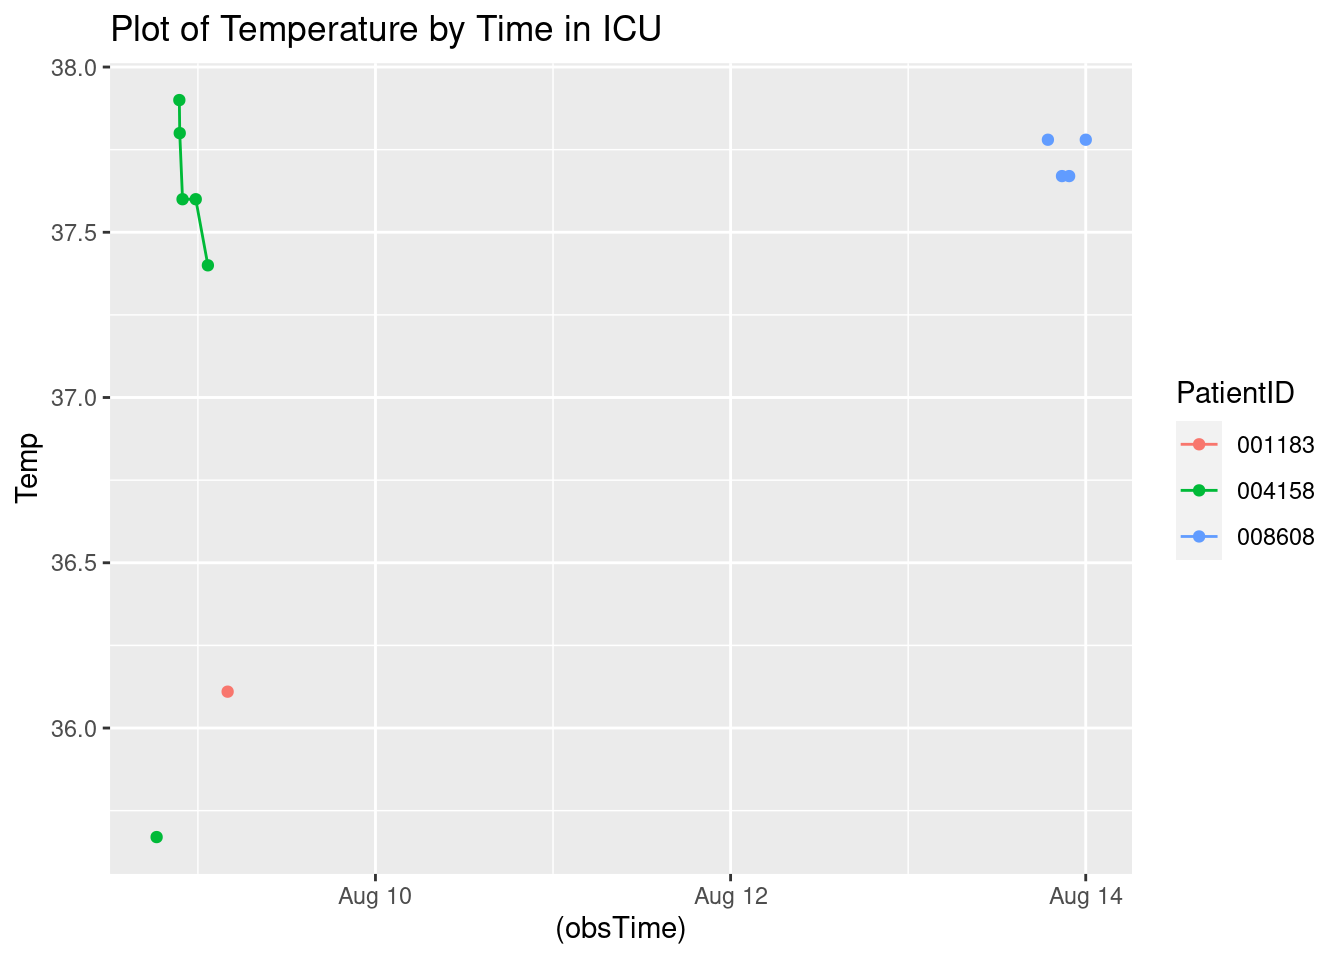 Plot of Temperature by Time in ICU
38.0
37.5
37.0
36.5
36.0
Temp
Aug 10
Aug 12
Aug 14
(obsTime)
PatientID
001183
004158
008608